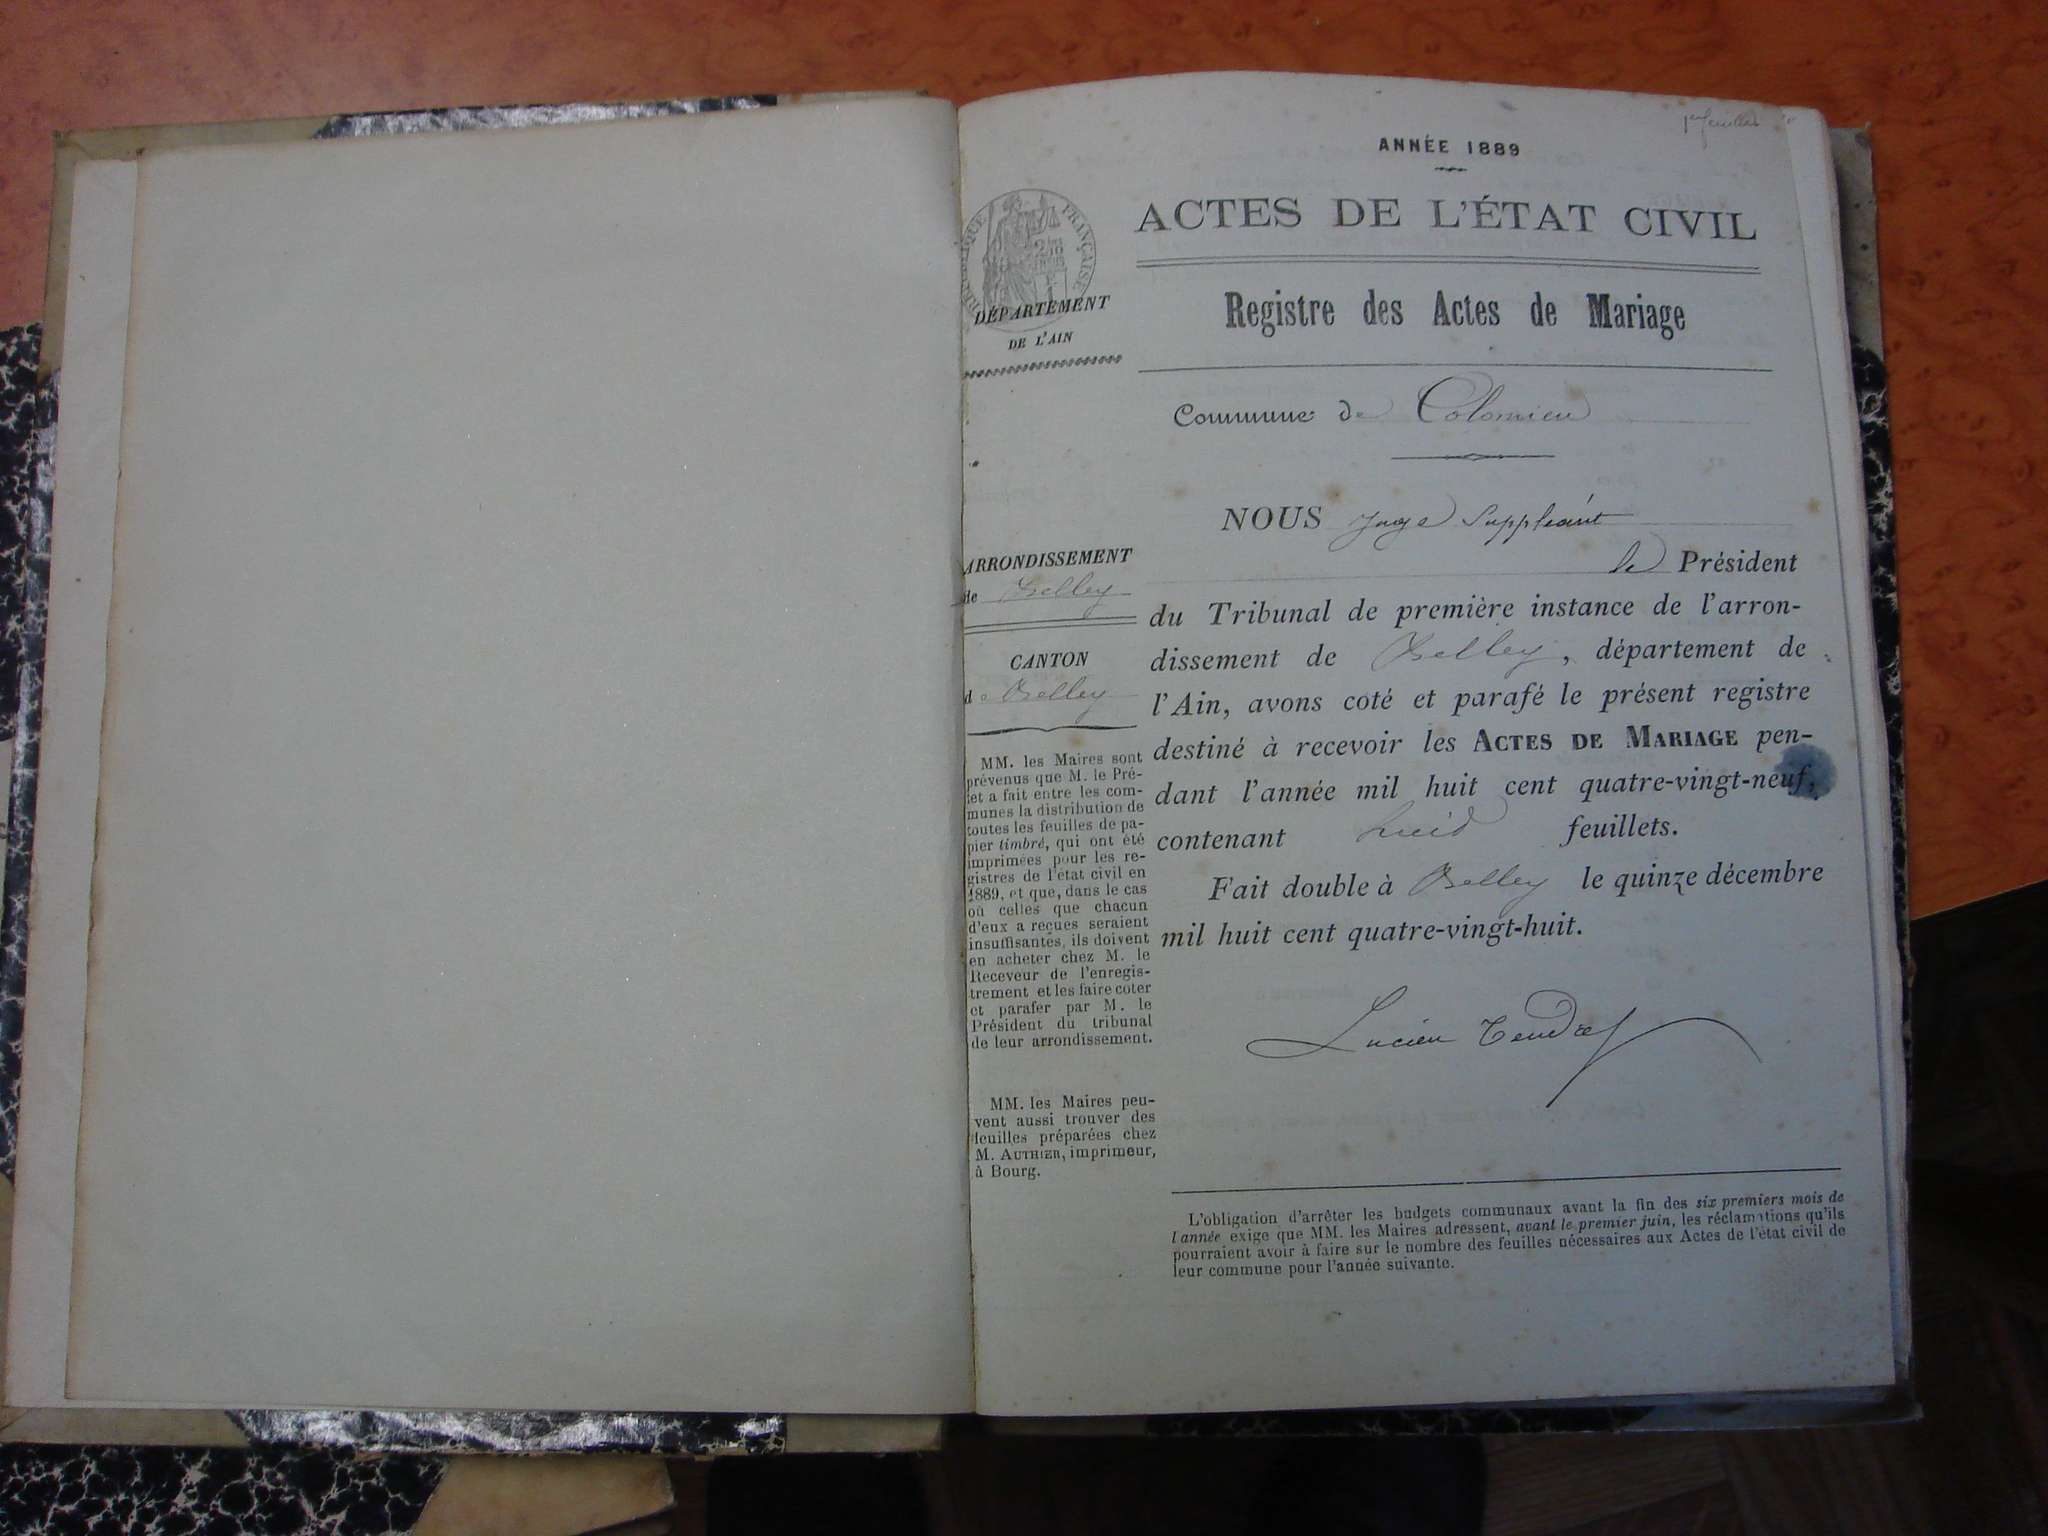 1er feuillet
ANNÉE 1889
ACTES DE L'ÉTAT CIVIL
Registre des Actes de Mariage
RÉPUBLIQUE FRANÇAISE
DÉPARTEMENT
DE L'AIN
Commune de Colomieu
NOUS Juge Suppléant
le Président
du Tribunal de première instance de l'arron-
dissement de Belley, département de
l'Ain, avons coté et parafé le présent registre
destiné à recevoir les ACTES DE MARIAGE pen-
dant l'année mil huit cent quatre-vingt-neuf,
contenant huit feuillets.
Fait double à Belley le quinze décembre
mil huit cent quatre-vingt-huit.
Lucien Tendret
ARRONDISSEMENT
de Belley
CANTON
de Belley
MM. les Maires sont
prévenus que M. le Pré-
fet a fait entre les com-
munes la distribution de
toutes les feuilles de pa-
pier timbré, qui ont été
imprimées pour les re-
gistres de l'état civil en
1889, et que, dans le cas
où celles que chacun
d'eux a reçues seraient
insuffisantes, ils doivent
en acheter chez M. le
Receveur de l'enregis-
trement et les faire coter
et parafer par M. le
Président du tribunal
de leur arrondissement.
MM. les Maires peu-
vent aussi trouver des
feuilles préparées chez
M. AUTHIER, imprimeur,
à Bourg.
L'obligation d'arrêter les budgets communaux avant la fin des six premiers mois de
l'année exige que MM. les Maires adressent, avant le premier juin, les réclamations qu'ils
pourraient avoir à faire sur le nombre des feuilles nécessaires aux Actes de l'état civil de
leur commune pour l'année suivante.